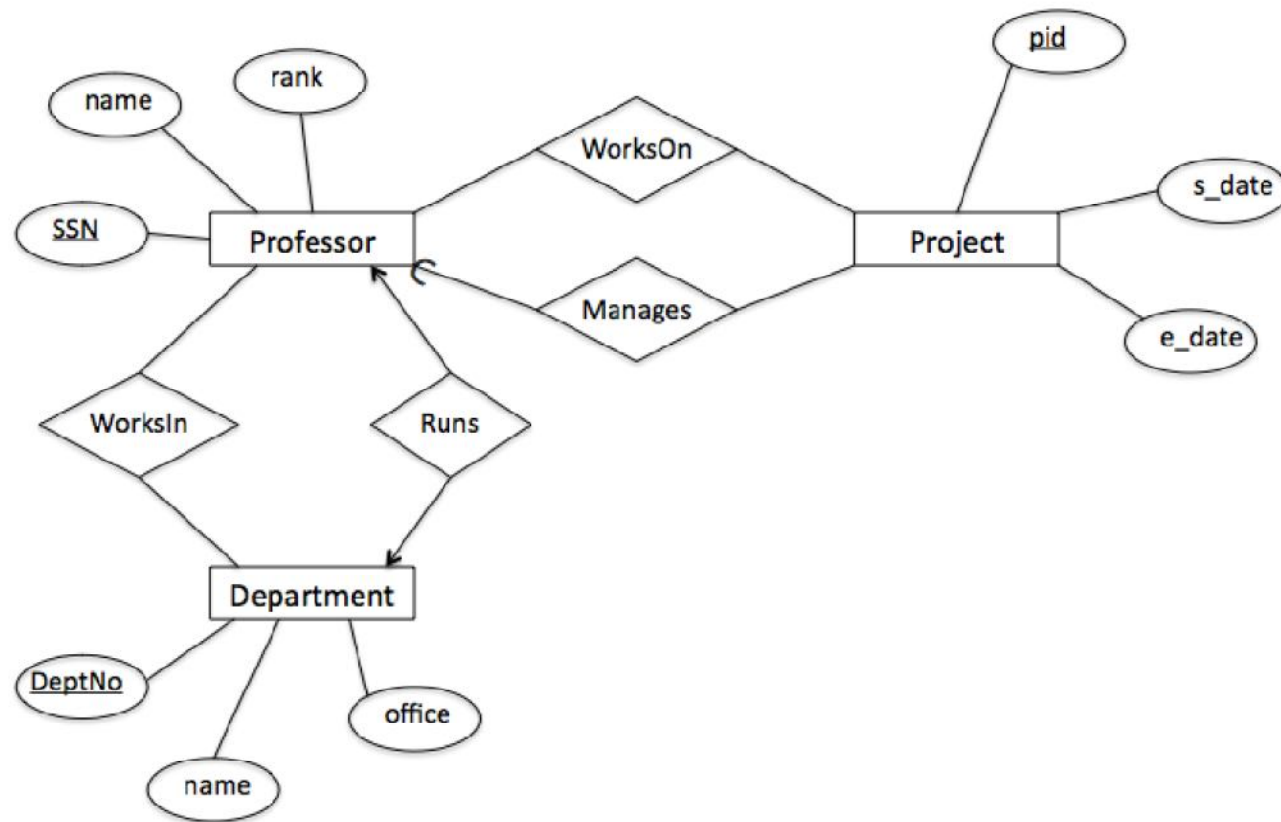 pid
rank
name
WorksOn
s_date
SSN
Professor
Project
Manages
e_date
WorksIn
Runs
Department
DeptNo
office
name